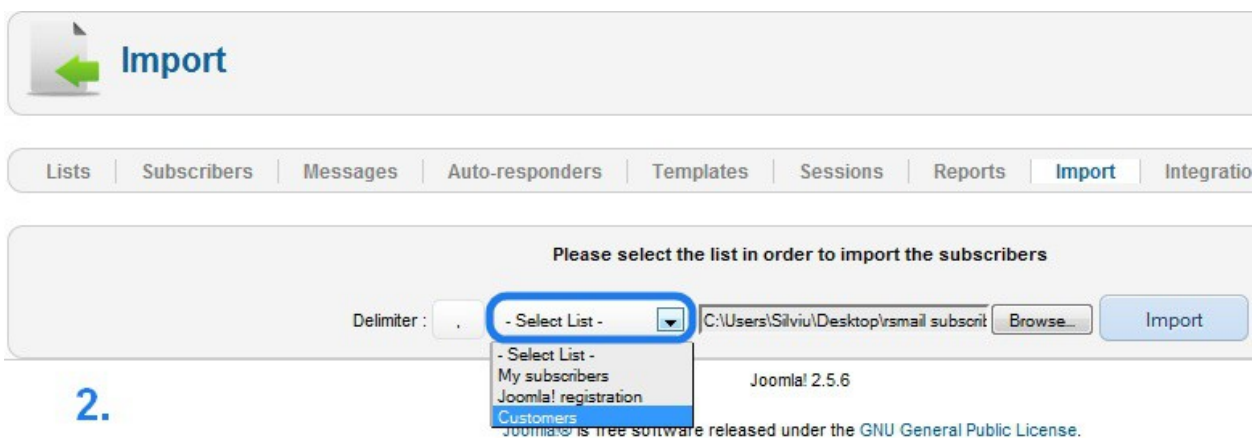 Import
Lists Subscribers Messages Auto-responders Templates Sessions Reports Import Integratio
Please select the list in order to import the subscribers
Delimiter : , - Select List - C:\Users\Silviu\Desktop\rsmail subscrib Browse... Import
- Select List -
My subscribers
Joomla! registration
Customers
Joomla! 2.5.6
2.
Joomla!® is free software released under the GNU General Public License.